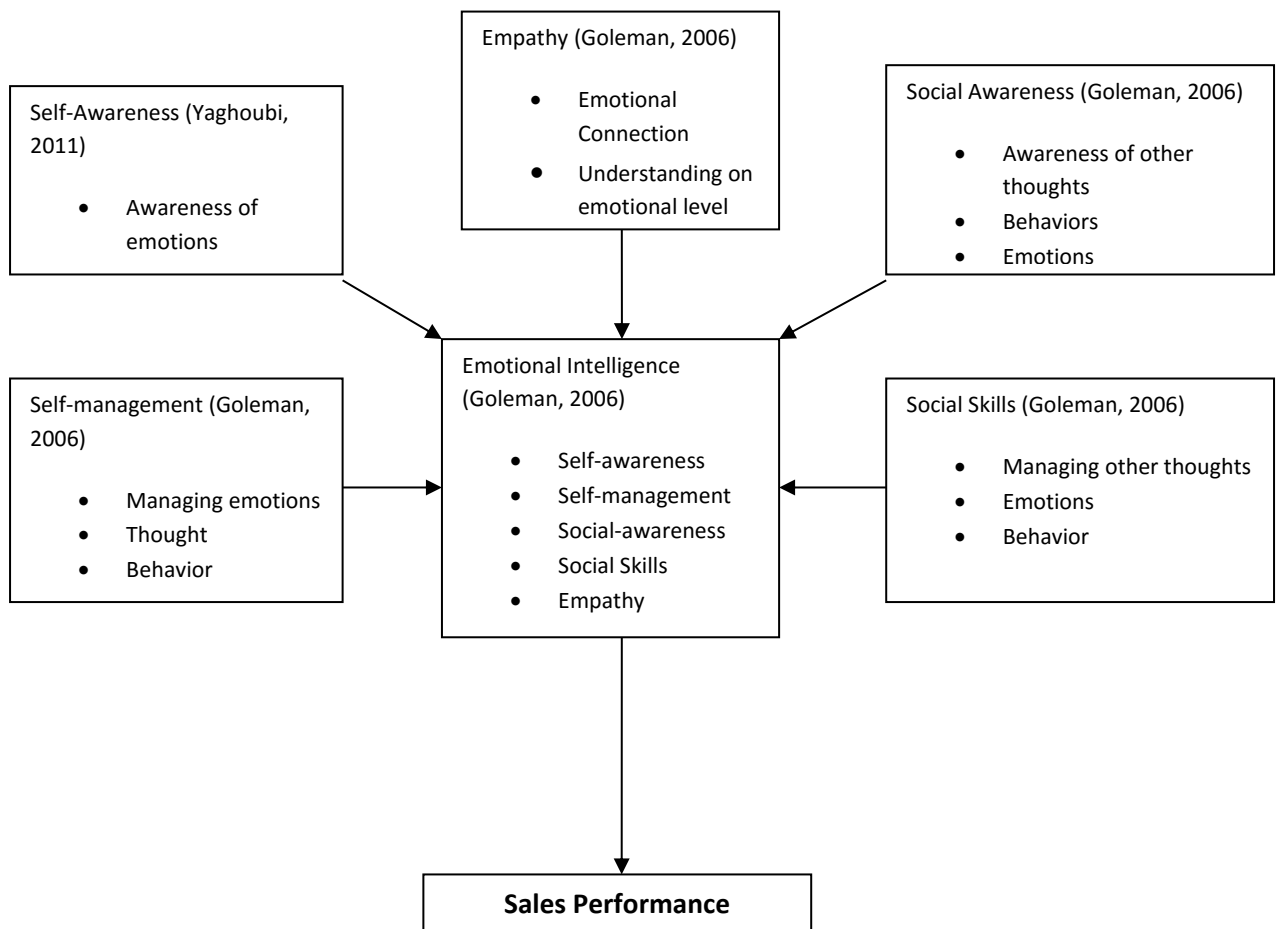 Empathy (Goleman, 2006)
• Emotional
Connection
• Understanding on
emotional level
Self-Awareness (Yaghoubi,
2011)
• Awareness of
emotions
Social Awareness (Goleman, 2006)
• Awareness of other
thoughts
• Behaviors
• Emotions
Self-management (Goleman,
2006)
• Managing emotions
• Thought
• Behavior
Emotional Intelligence
(Goleman, 2006)
• Self-awareness
• Self-management
• Social-awareness
• Social Skills
• Empathy
Social Skills (Goleman, 2006)
• Managing other thoughts
• Emotions
• Behavior
Sales Performance